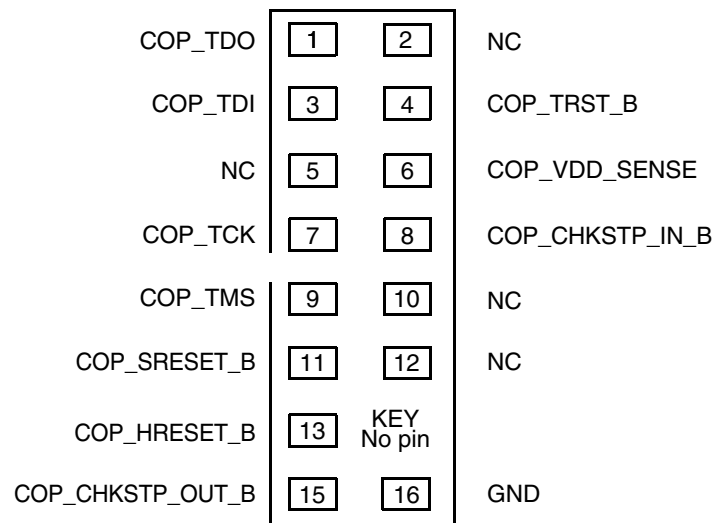 COP_TDO 1 2 NC
COP_TDI 3 4 COP_TRST_B
NC 5 6 COP_VDD_SENSE
COP_TCK 7 8 COP_CHKSTP_IN_B
COP_TMS 9 10 NC
COP_SRESET_B 11 12 NC
COP_HRESET_B 13 KEY
No pin
COP_CHKSTP_OUT_B 15 16 GND